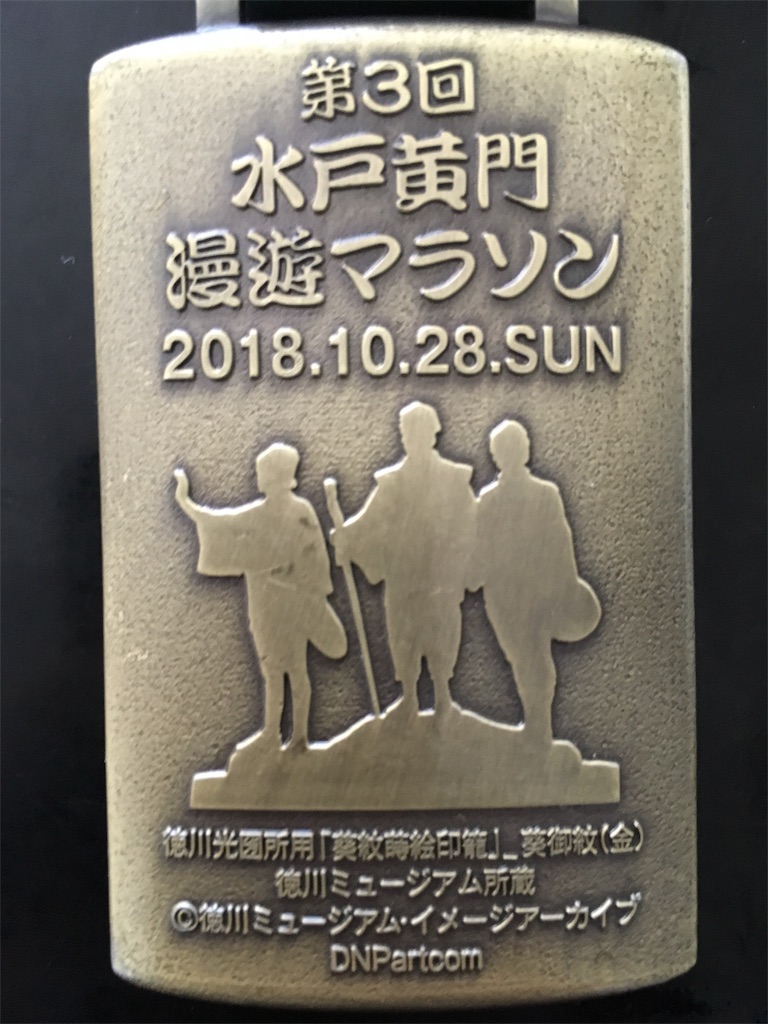 第3回
水戸黄門
漫遊マラソン
2018.10.28.SUN
徳川光圀所用「葵紋蒔絵印籠」_葵御紋(金)
徳川ミュージアム所蔵
©徳川ミュージアム・イメージアーカイブ
DNPartcom